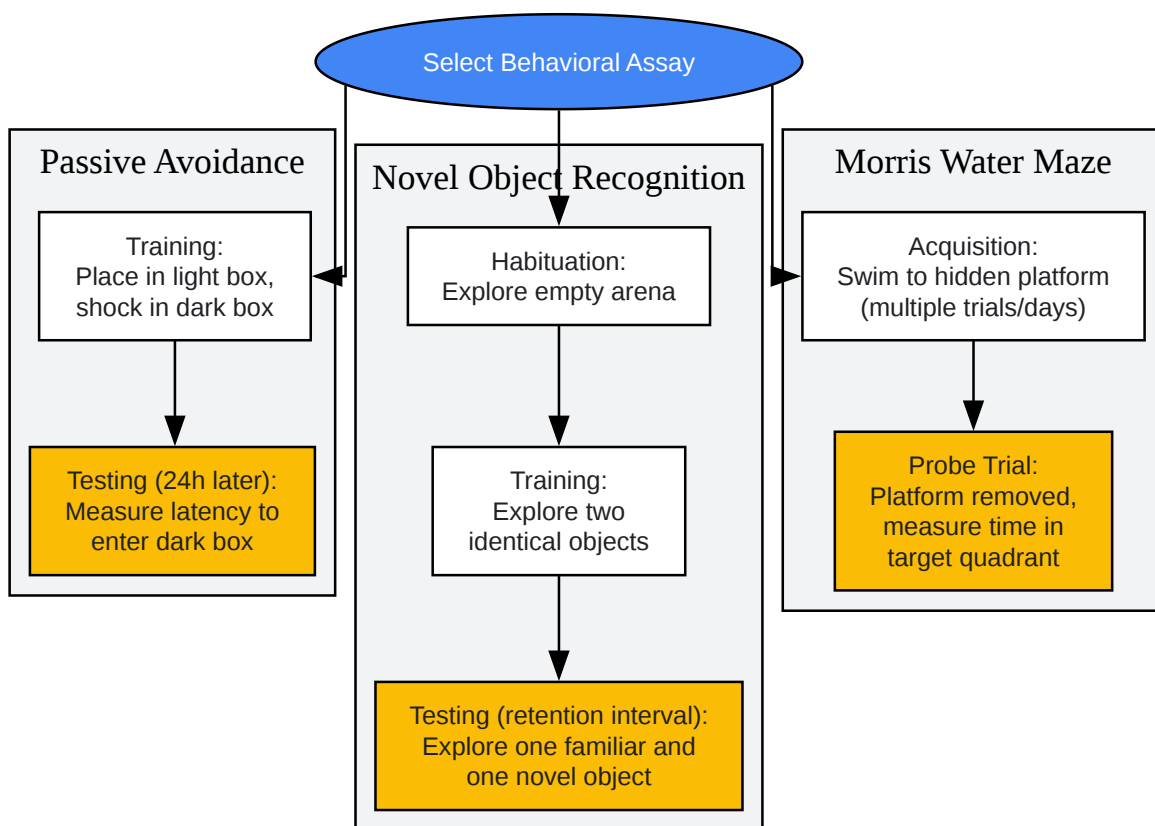 Select Behavioral Assay
Passive Avoidance
Training:
Place in light box,
shock in dark box
Testing (24h later):
Measure latency to
enter dark box
Novel Object Recognition
Habituation:
Explore empty arena
Training:
Explore two
identical objects
Testing (retention interval):
Explore one familiar and
one novel object
Morris Water Maze
Acquisition:
Swim to hidden platform
(multiple trials/days)
Probe Trial:
Platform removed,
measure time in
target quadrant